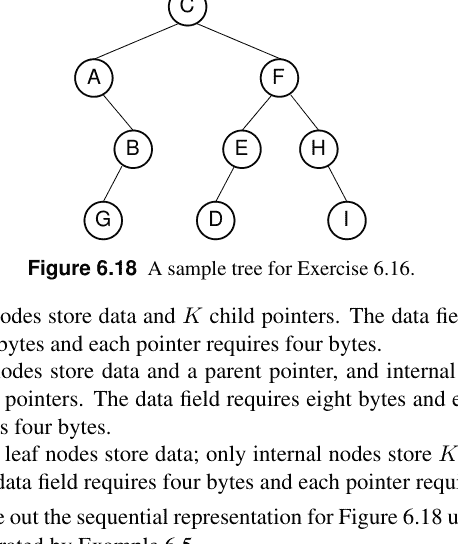 C
A F
B E H
G D I
Figure 6.18 A sample tree for Exercise 6.16.
nodes store data and K child pointers. The data fie
bytes and each pointer requires four bytes.
nodes store data and a parent pointer, and internal
pointers. The data field requires eight bytes and e
s four bytes.
leaf nodes store data; only internal nodes store K
data field requires four bytes and each pointer requi
e out the sequential representation for Figure 6.18 u
rated by Example 6.5